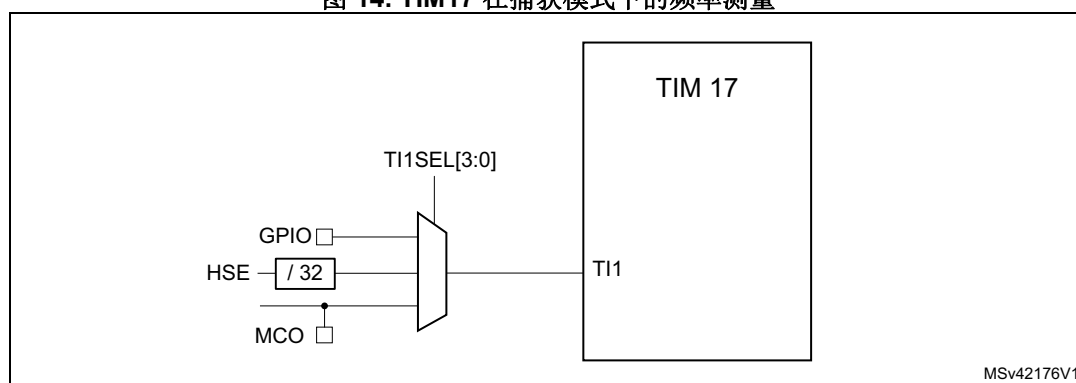 图 14: TIM17 在捕获模式下的频率测量
TIM 17
TI1SEL[3:0]
GPIO
HSE
/ 32
TI1
MCO
MSv42176V1